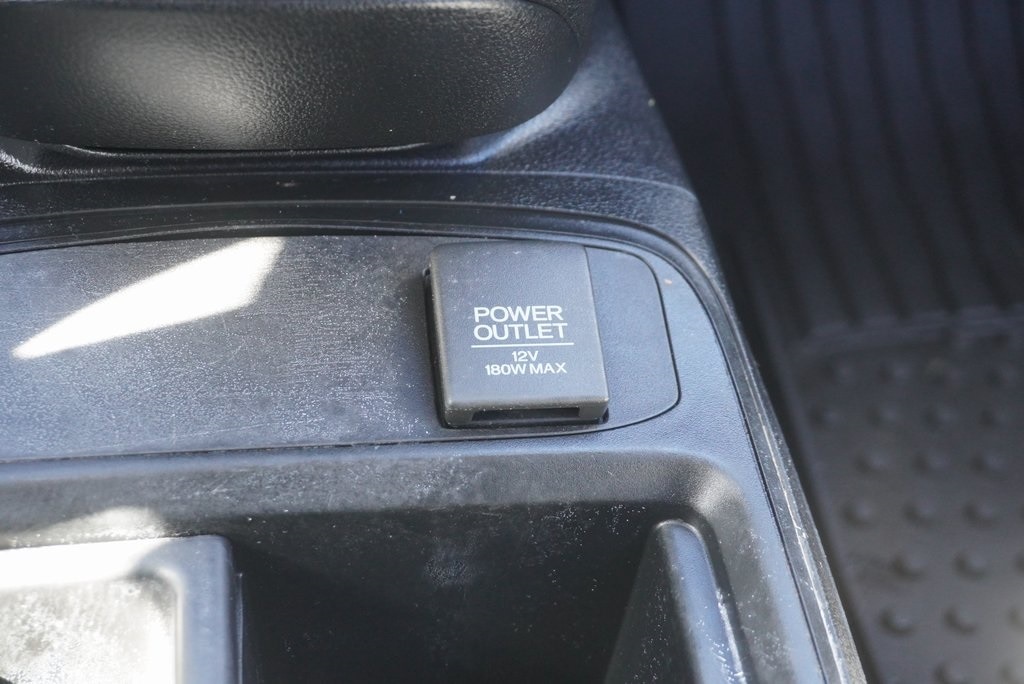 POWER
OUTLET
12V
180W MAX